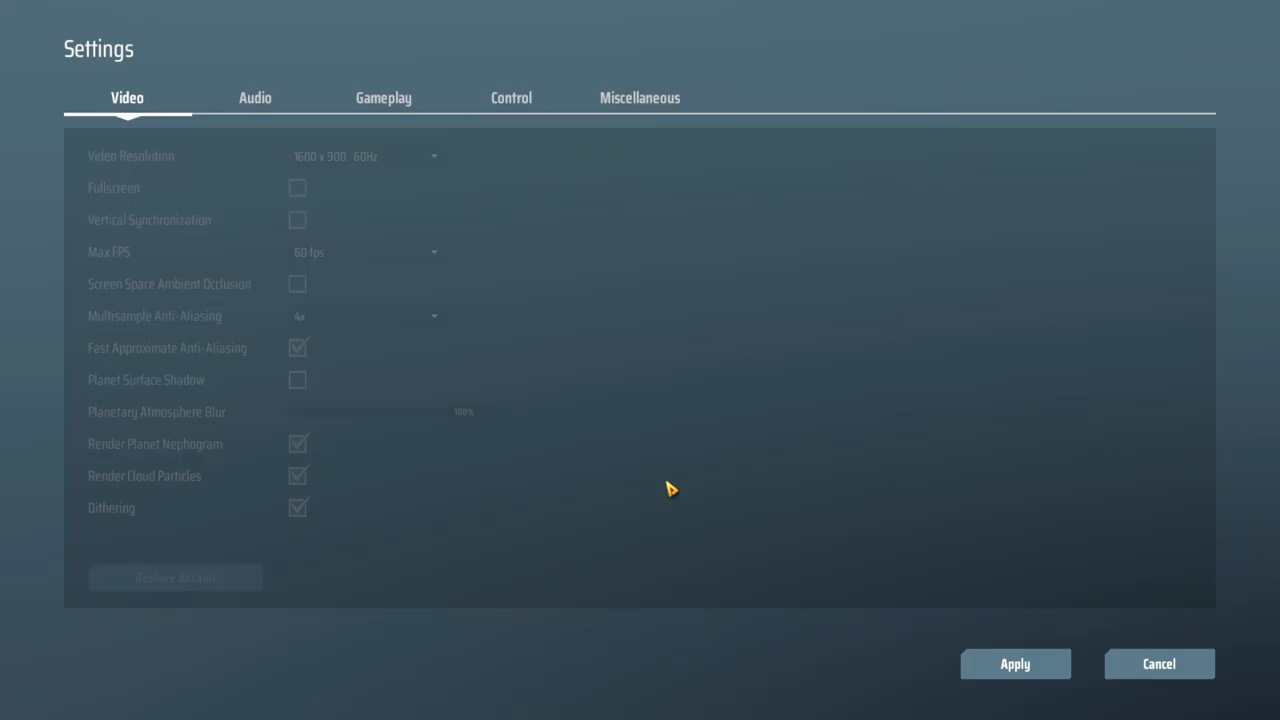 Settings
Video Audio Gameplay Control Miscellaneous
Video Resolution 1600 x 900 60Hz
Fullscreen
Vertical Synchronization
Max FPS 60 fps
Screen Space Ambient Occlusion
Multisample Anti-Aliasing 4x
Fast Approximate Anti-Aliasing
Planet Surface Shadow
Planetary Atmosphere Blur 100%
Render Planet Nephogram
Render Cloud Particles
Dithering
Restore default
Apply Cancel